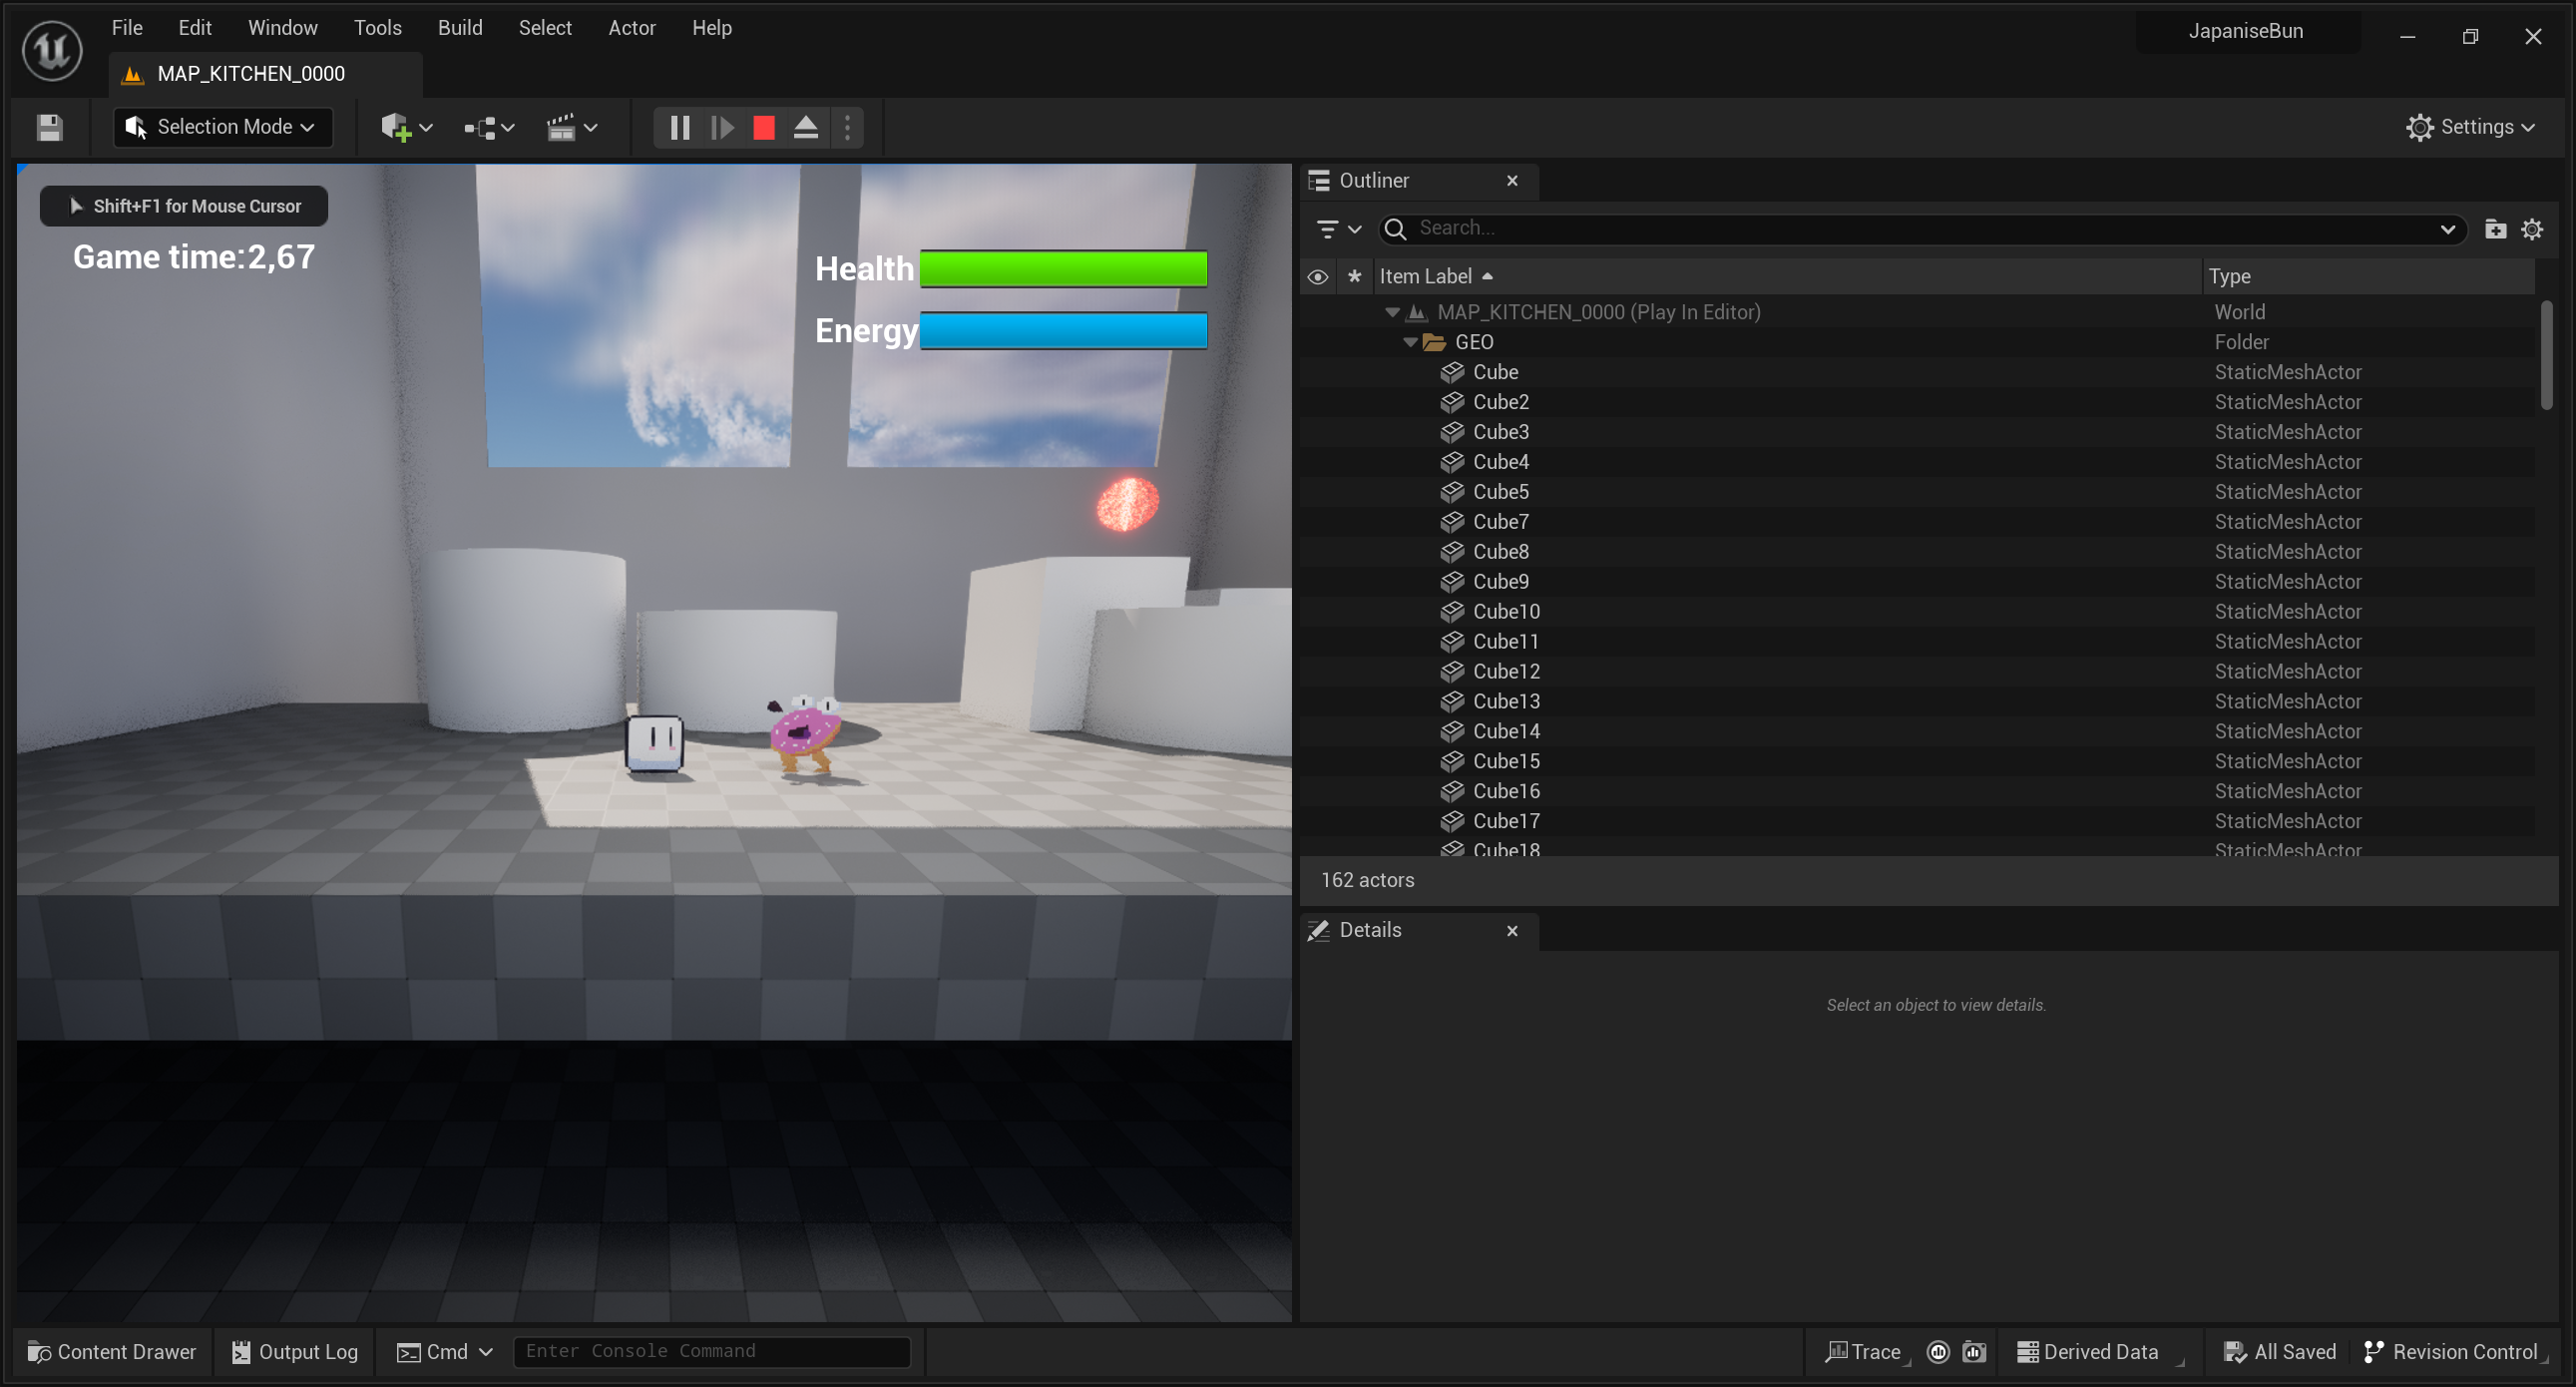 File Edit Window Tools Build Select Actor Help
JapaniseBun
MAP_KITCHEN_0000
Selection Mode
Settings
Shift+F1 for Mouse Cursor
Game time:2,67
Health
Energy
Outliner
Search...
Item Label Type
MAP_KITCHEN_0000 (Play In Editor) World
GEO Folder
Cube StaticMeshActor
Cube2 StaticMeshActor
Cube3 StaticMeshActor
Cube4 StaticMeshActor
Cube5 StaticMeshActor
Cube7 StaticMeshActor
Cube8 StaticMeshActor
Cube9 StaticMeshActor
Cube10 StaticMeshActor
Cube11 StaticMeshActor
Cube12 StaticMeshActor
Cube13 StaticMeshActor
Cube14 StaticMeshActor
Cube15 StaticMeshActor
Cube16 StaticMeshActor
Cube17 StaticMeshActor
Cube18 StaticMeshActor
162 actors
Details
Select an object to view details.
Content Drawer Output Log Cmd Enter Console Command Trace Derived Data All Saved Revision Control